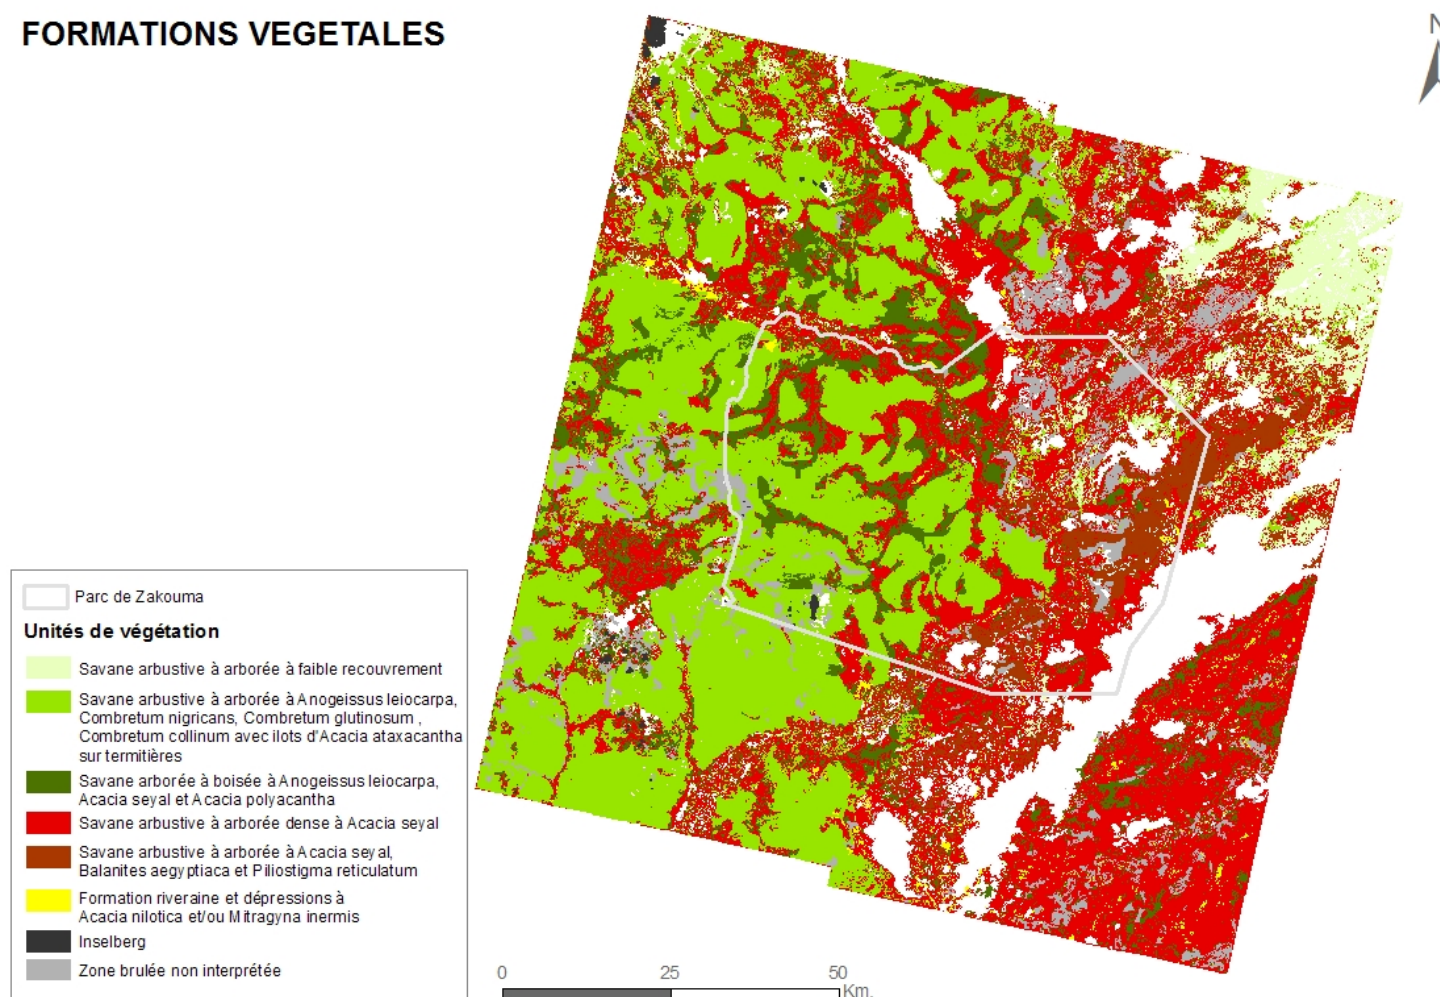 FORMATIONS VEGETALES
N
Parc de Zakouma
Unités de végétation
Savane arbustive à arborée à faible recouvrement
Savane arbustive à arborée à Anogeissus leiocarpa,
Combretum nigricans, Combretum glutinosum ,
Combretum collinum avec ilots d'Acacia ataxacantha
sur termitières
Savane arborée à boisée à Anogeissus leiocarpa,
Acacia seyal et Acacia polyacantha
Savane arbustive à arborée dense à Acacia seyal
Savane arbustive à arborée à Acacia seyal,
Balanites aegyptiaca et Piliostigma reticulatum
Formation riveraine et dépressions à
Acacia nilotica et/ou Mitragyna inermis
Inselberg
Zone brulée non interprétée
0 25 50
Km.